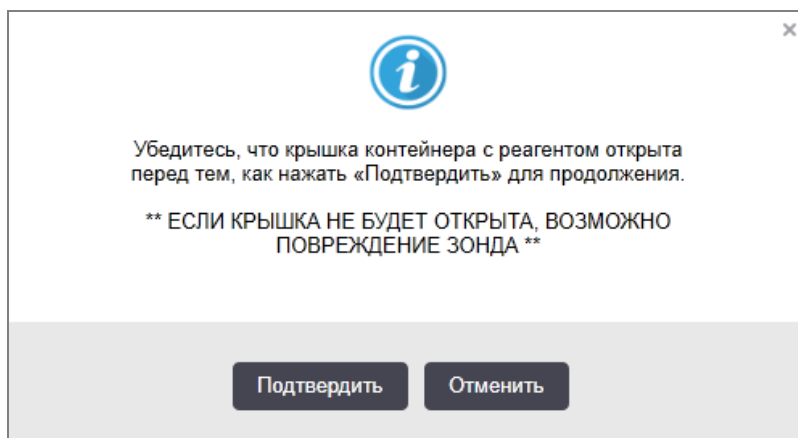 Убедитесь, что крышка контейнера с реагентом открыта
перед тем, как нажать «Подтвердить» для продолжения.
** ЕСЛИ КРЫШКА НЕ БУДЕТ ОТКРЫТА, ВОЗМОЖНО
ПОВРЕЖДЕНИЕ ЗОНДА **
Подтвердить
Отменить